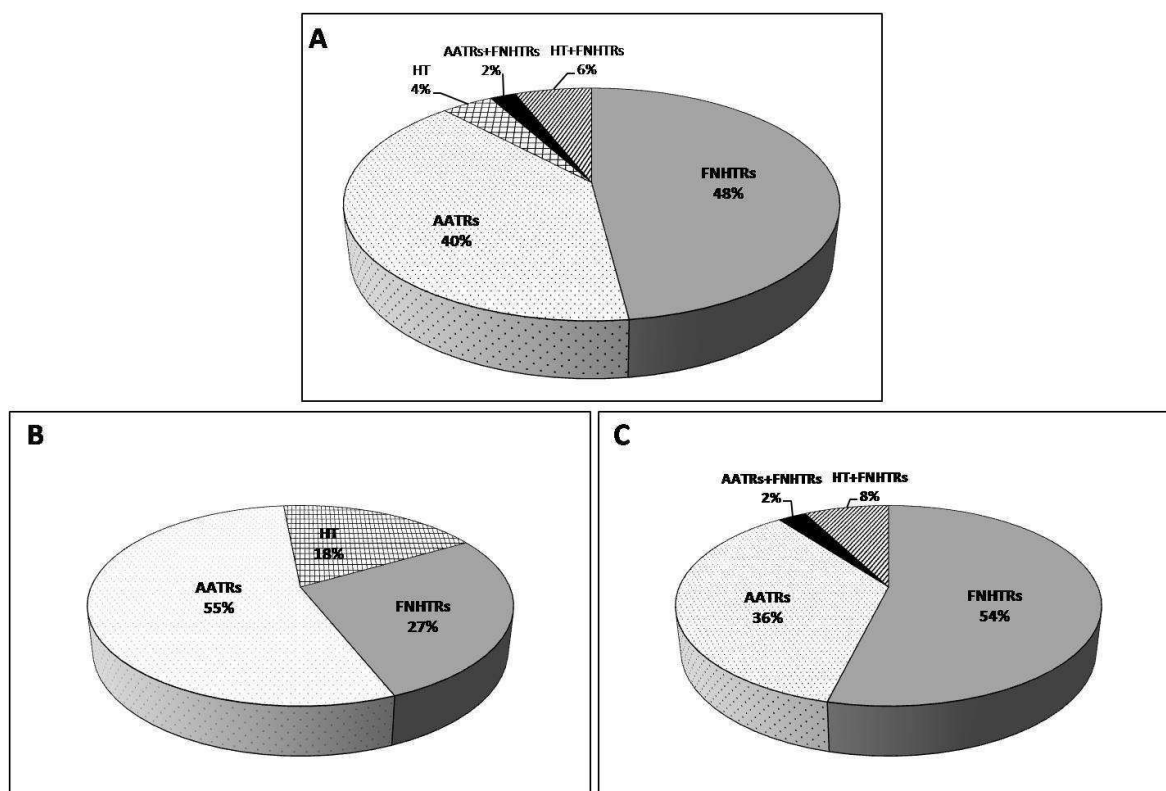 A
AATRs+FNHTRs
2%
HT+FNHTRs
6%
HT
4%
FNHTRs
48%
AATRs
40%
B
HT
18%
AATRs
55%
FNHTRs
27%
C
AATRs+FNHTRs
2%
HT+FNHTRs
8%
AATRs
36%
FNHTRs
54%